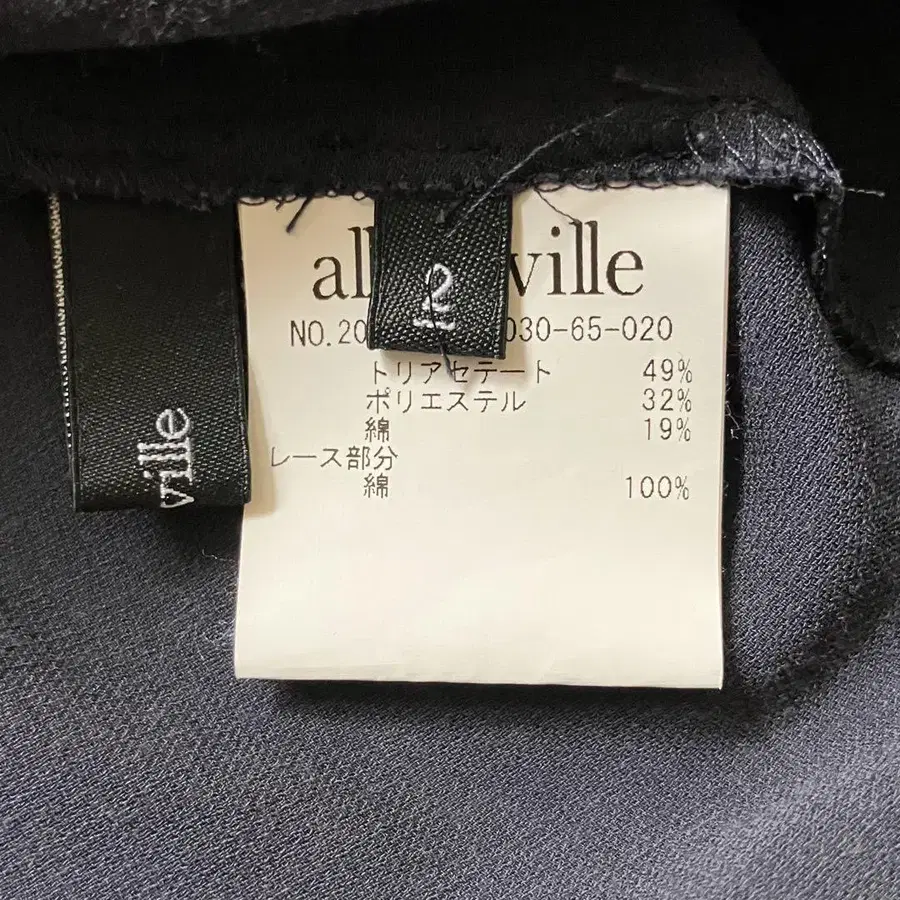 ville
2
ville
NO.20 030-65-020
トリアセテート 49%
ポリエステル 32%
綿 19%
レース部分
綿 100%
ville